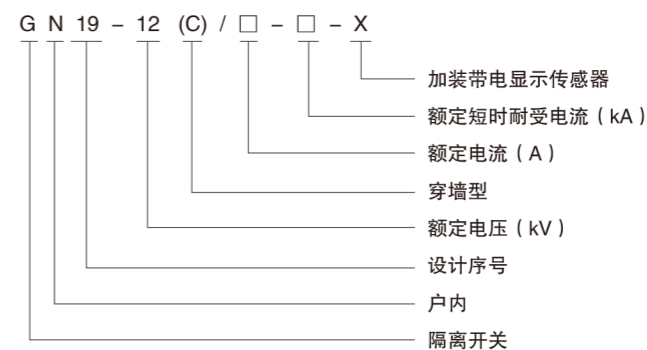 G N 19 – 12 (C) / □ – □ – X
加装带电显示传感器
额定短时耐受电流（kA）
额定电流（A）
穿墙型
额定电压（kV）
设计序号
户内
隔离开关